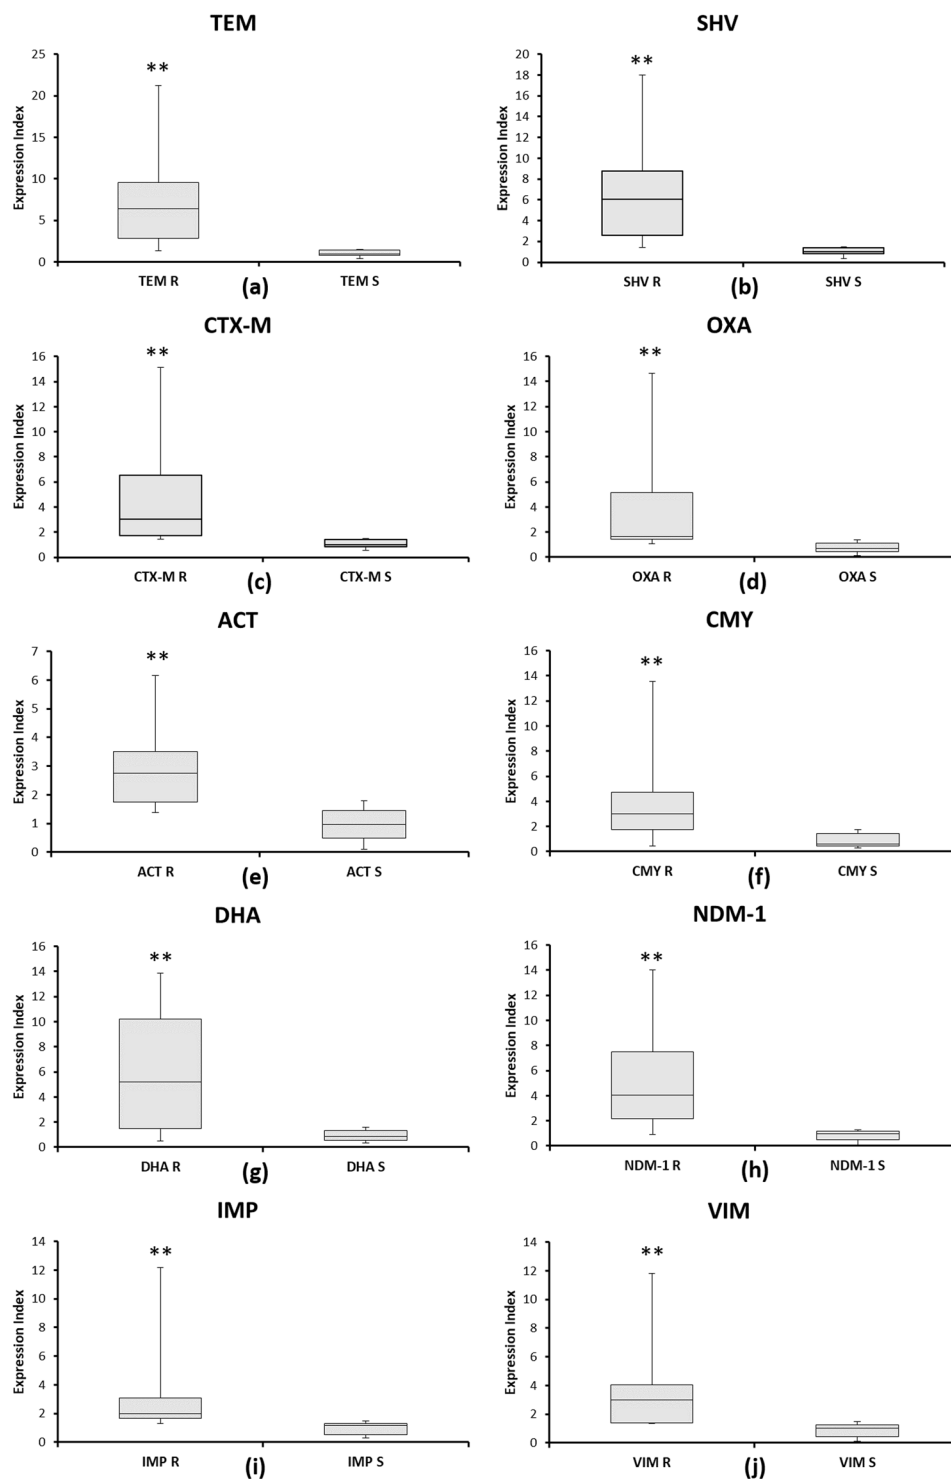 TEM
Expression Index
25
20
15
10
5
0
**
TEM R
TEM S
(a)
SHV
Expression Index
20
18
16
14
12
10
8
6
4
2
0
**
SHV R
SHV S
(b)
CTX-M
Expression Index
16
14
12
10
8
6
4
2
0
**
CTX-M R
CTX-M S
(c)
OXA
Expression Index
16
14
12
10
8
6
4
2
0
**
OXA R
OXA S
(d)
ACT
Expression Index
7
6
5
4
3
2
1
0
**
ACT R
ACT S
(e)
CMY
Expression Index
16
14
12
10
8
6
4
2
0
**
CMY R
CMY S
(f)
DHA
Expression Index
16
14
12
10
8
6
4
2
0
**
DHA R
DHA S
(g)
NDM-1
Expression Index
16
14
12
10
8
6
4
2
0
**
NDM-1 R
NDM-1 S
(h)
IMP
Expression Index
14
12
10
8
6
4
2
0
**
IMP R
IMP S
(i)
VIM
Expression Index
14
12
10
8
6
4
2
0
**
VIM R
VIM S
(j)